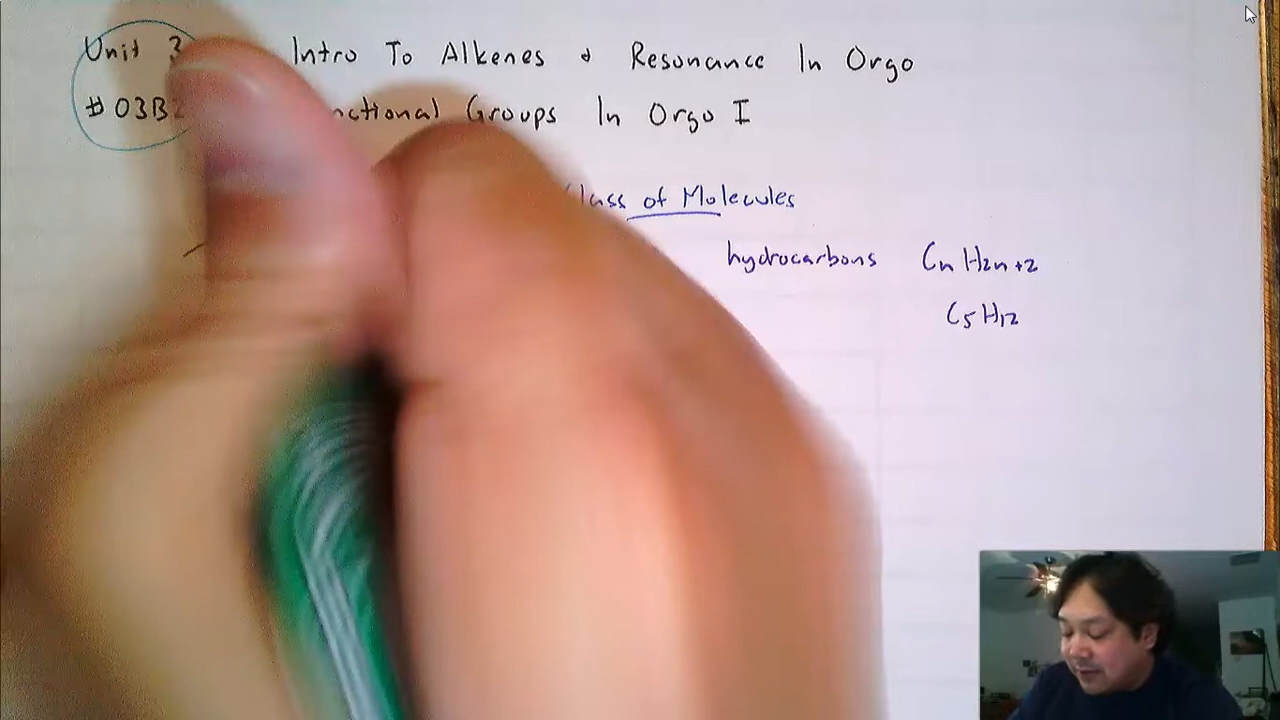 Unit 3 Intro To Alkenes & Resonance In Orgo
#03B Groups In Orgo I
of Molecules
hydrocarbons CnH2n+2
C5H12